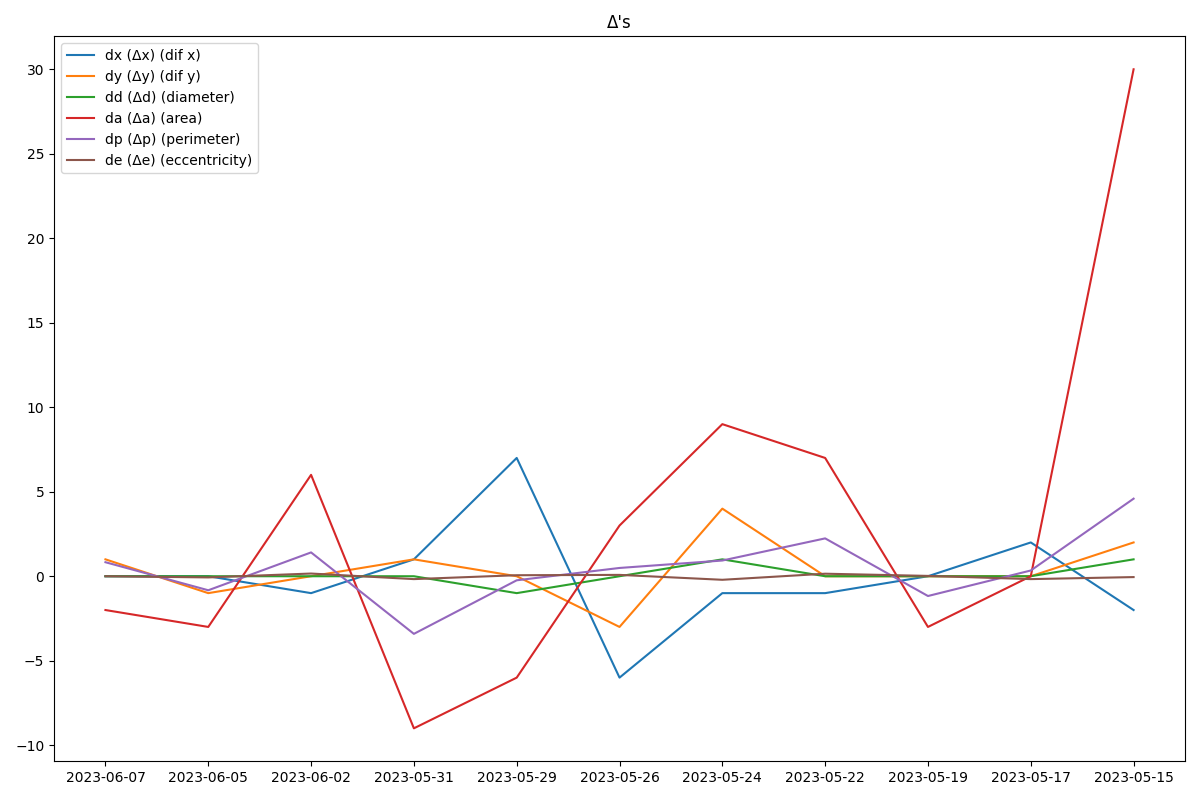 Δ's
dx (Δx) (dif x)
dy (Δy) (dif y)
dd (Δd) (diameter)
da (Δa) (area)
dp (Δp) (perimeter)
de (Δe) (eccentricity)
30
25
20
15
10
5
0
−5
−10
2023-06-07 2023-06-05 2023-06-02 2023-05-31 2023-05-29 2023-05-26 2023-05-24 2023-05-22 2023-05-19 2023-05-17 2023-05-15